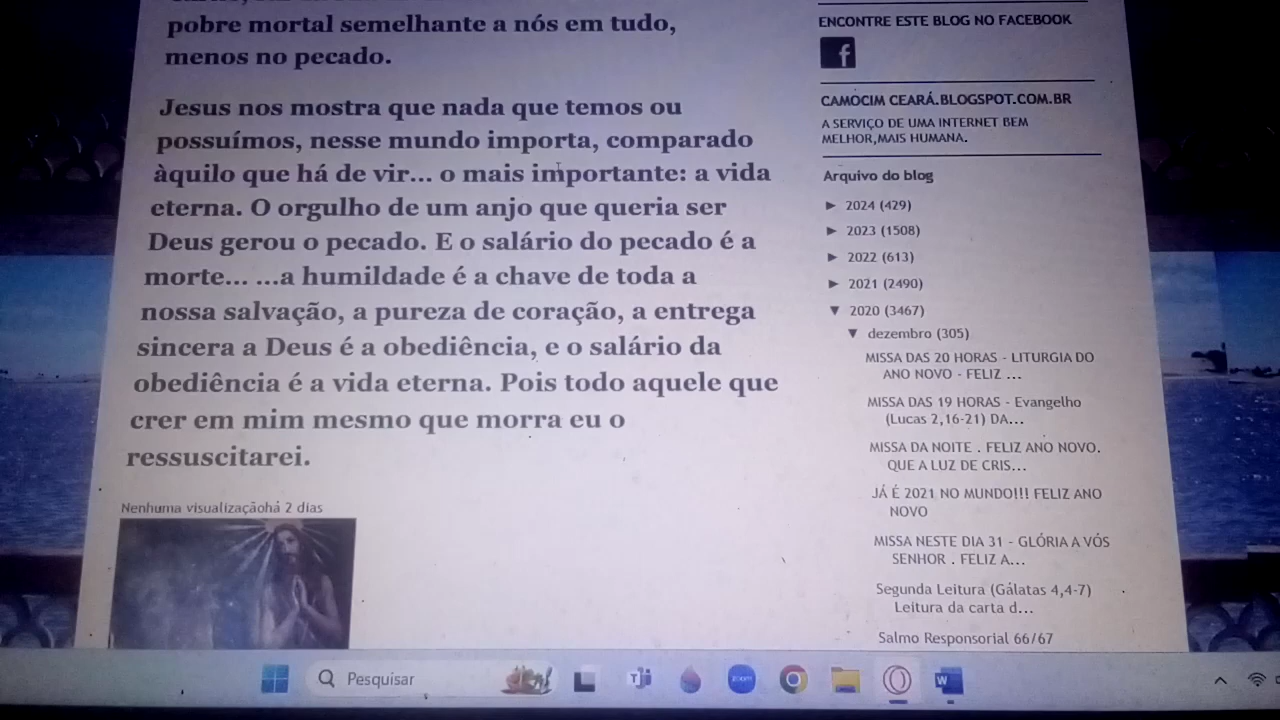 pobre mortal semelhante a nós em tudo,
menos no pecado.
Jesus nos mostra que nada que temos ou
possuímos, nesse mundo importa, comparado
àquilo que há de vir... o mais importante: a vida
eterna. O orgulho de um anjo que queria ser
Deus gerou o pecado. E o salário do pecado é a
morte... ...a humildade é a chave de toda a
nossa salvação, a pureza de coração, a entrega
sincera a Deus é a obediência, e o salário da
obediência é a vida eterna. Pois todo aquele que
crer em mim mesmo que morra eu o
ressuscitarei.
Nenhuma visualizaçãohá 2 dias
ENCONTRE ESTE BLOG NO FACEBOOK
f
CAMOCIM CEARÁ.BLOGSPOT.COM.BR
A SERVIÇO DE UMA INTERNET BEM
MELHOR,MAIS HUMANA.
Arquivo do blog
► 2024 (429)
► 2023 (1508)
► 2022 (613)
► 2021 (2490)
▼ 2020 (3467)
▼ dezembro (305)
MISSA DAS 20 HORAS - LITURGIA DO
ANO NOVO - FELIZ ...
MISSA DAS 19 HORAS - Evangelho
(Lucas 2,16-21) DA...
MISSA DA NOITE . FELIZ ANO NOVO.
QUE A LUZ DE CRIS...
JÁ É 2021 NO MUNDO!!! FELIZ ANO
NOVO
MISSA NESTE DIA 31 - GLÓRIA A VÓS
SENHOR . FELIZ A...
Segunda Leitura (Gálatas 4,4-7)
Leitura da carta d...
Salmo Responsorial 66/67
Pesquisar
zoom
W